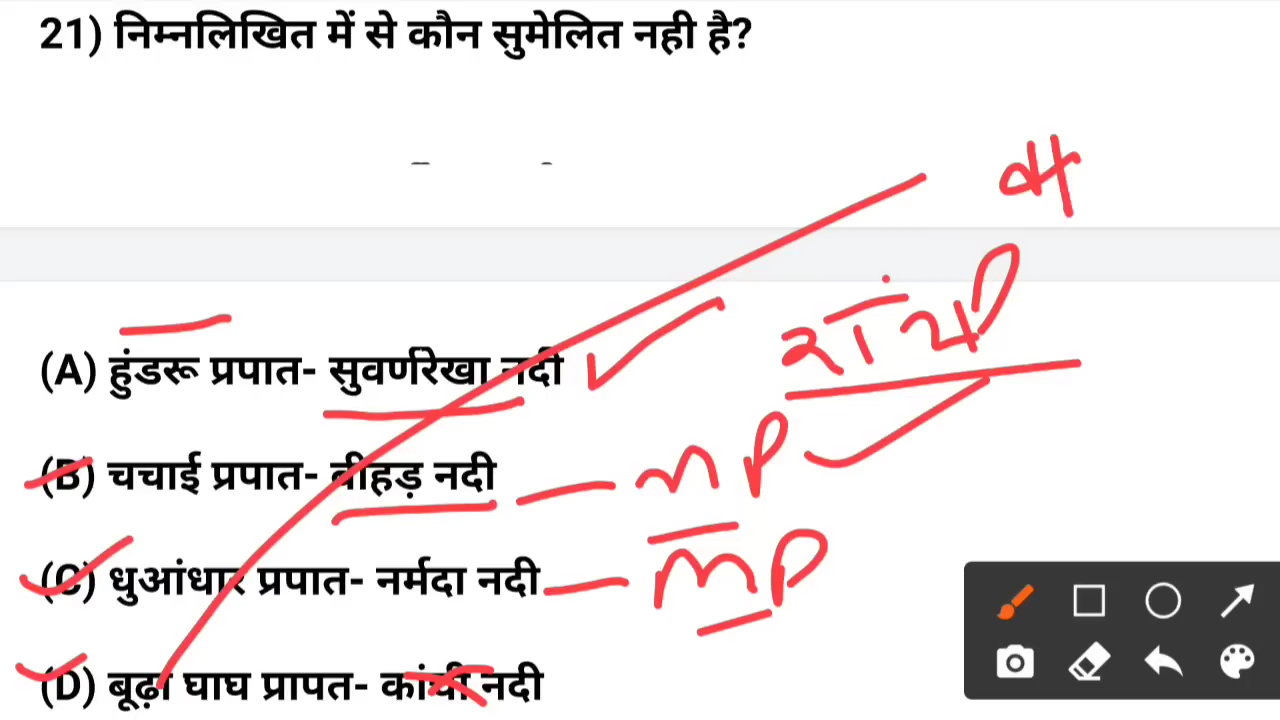 21) निम्नलिखित में से कौन सुमेलित नही है?
रांची
(A) हुंडरू प्रपात- सुवर्णरेखा नदी
(B) चचाई प्रपात- बीहड़ नदी — MP
(C) धुआंधार प्रपात- नर्मदा नदी — MP
(D) बूढ़ा घाघ प्रापत- कांची नदी